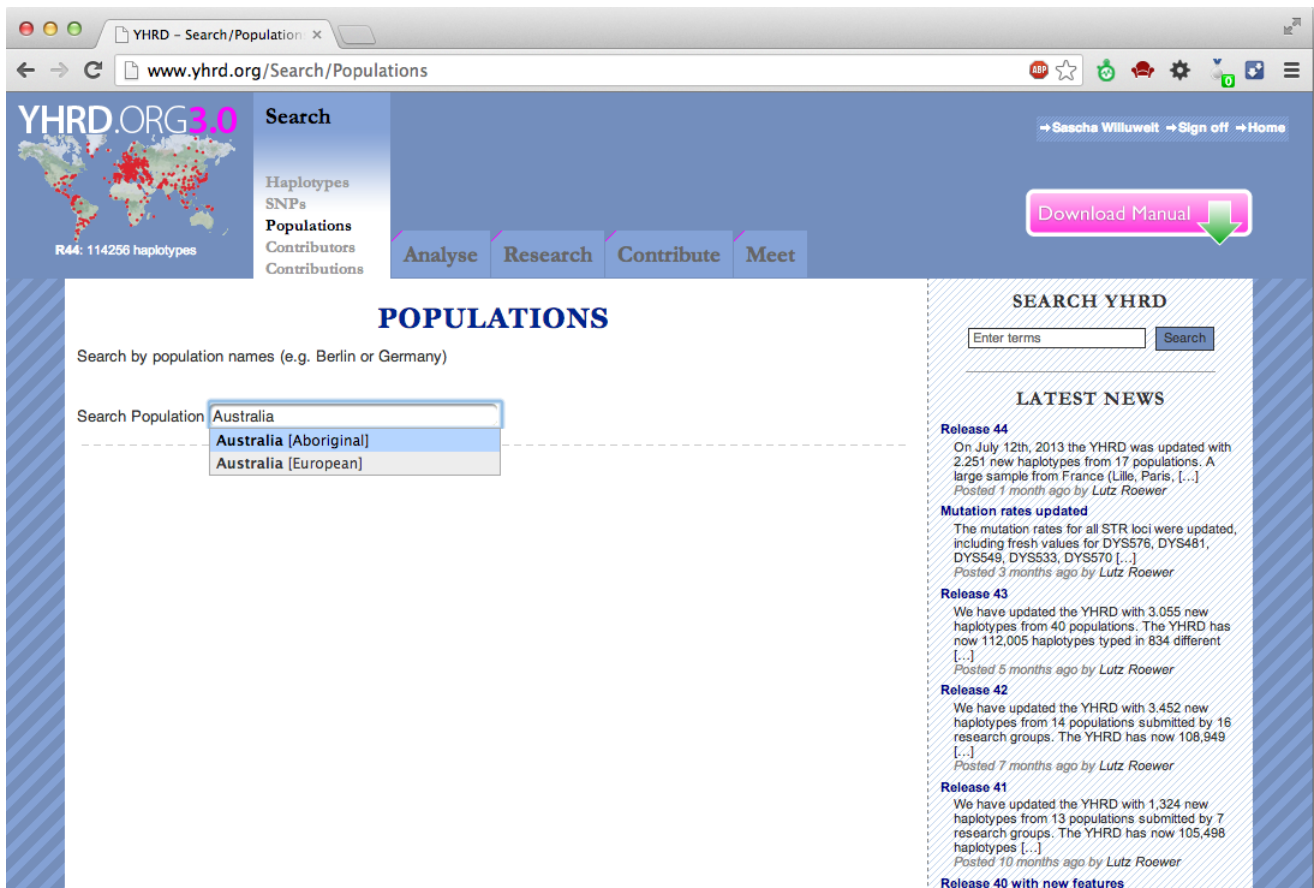 YHRD – Search/Population
www.yhrd.org/Search/Populations
ABP
0
YHRD.ORG3.0
R44: 114256 haplotypes
Search
Haplotypes
SNPs
Populations
Contributors
Contributions
Analyse
Research
Contribute
Meet
→Sascha Willuweit →Sign off →Home
Download Manual
POPULATIONS
Search by population names (e.g. Berlin or Germany)
Search Population Australia
Australia [Aboriginal]
Australia [European]
SEARCH YHRD
Enter terms
Search
LATEST NEWS
Release 44
On July 12th, 2013 the YHRD was updated with
2.251 new haplotypes from 17 populations. A
large sample from France (Lille, Paris, […]
Posted 1 month ago by Lutz Roewer
Mutation rates updated
The mutation rates for all STR loci were updated,
including fresh values for DYS576, DYS481,
DYS549, DYS533, DYS570 […]
Posted 3 months ago by Lutz Roewer
Release 43
We have updated the YHRD with 3.055 new
haplotypes from 40 populations. The YHRD has
now 112,005 haplotypes typed in 834 different
[…]
Posted 5 months ago by Lutz Roewer
Release 42
We have updated the YHRD with 3.452 new
haplotypes from 14 populations submitted by 16
research groups. The YHRD has now 108,949
[…]
Posted 7 months ago by Lutz Roewer
Release 41
We have updated the YHRD with 1,324 new
haplotypes from 13 populations submitted by 7
research groups. The YHRD has now 105,498
haplotypes […]
Posted 10 months ago by Lutz Roewer
Release 40 with new features